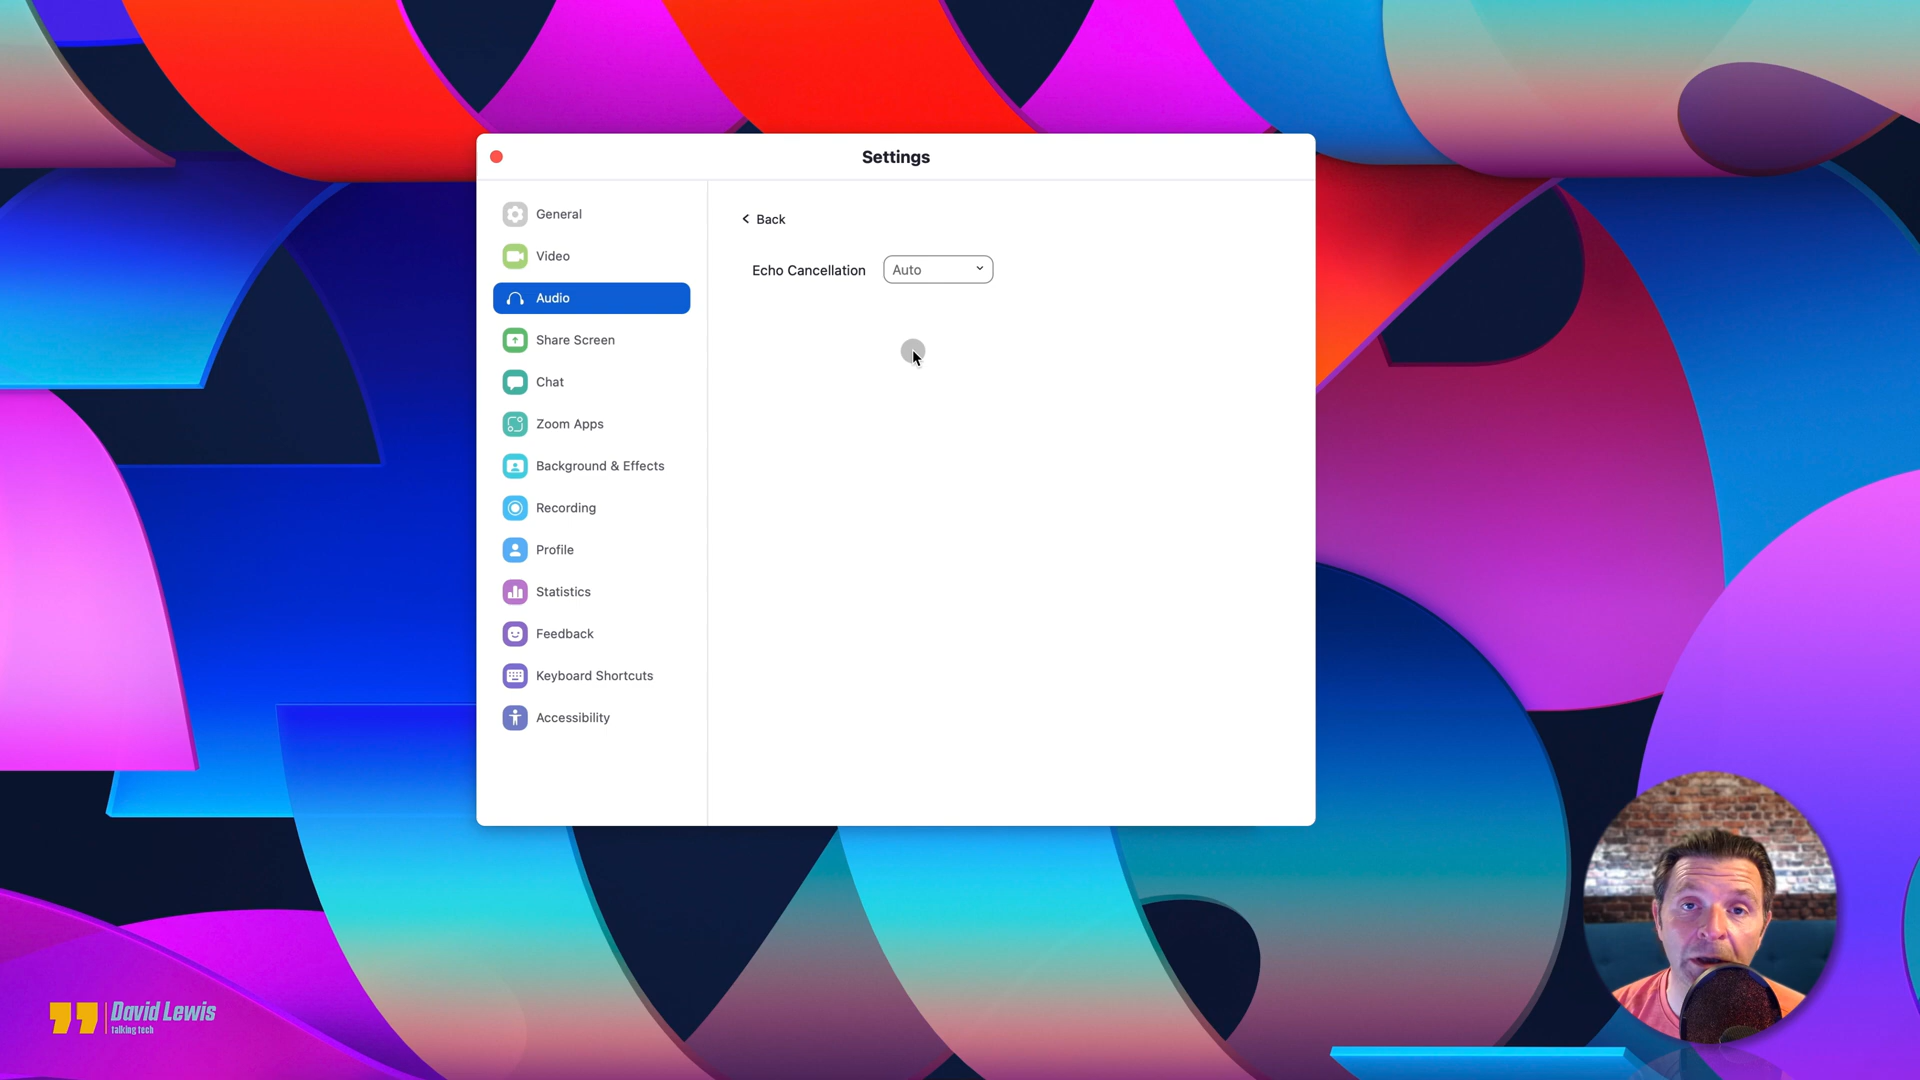 Settings
General
Video
Audio
Share Screen
Chat
Zoom Apps
Background & Effects
Recording
Profile
Statistics
Feedback
Keyboard Shortcuts
Accessibility
Back
Echo Cancellation Auto
David Lewis
talking tech